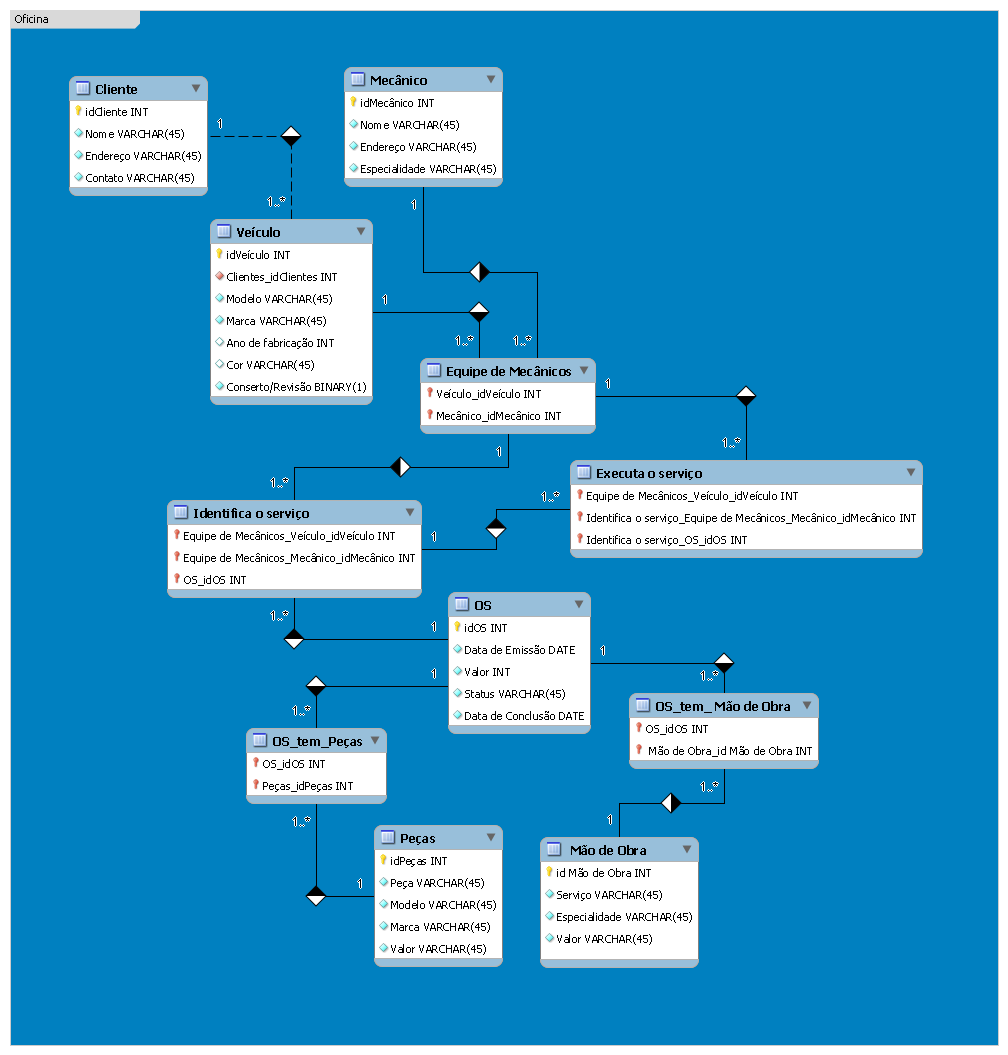 Oficina
Cliente
idCliente INT
Nome VARCHAR(45)
Endereço VARCHAR(45)
Contato VARCHAR(45)
1
1..*
Mecânico
idMecânico INT
Nome VARCHAR(45)
Endereço VARCHAR(45)
Especialidade VARCHAR(45)
1
Veículo
idVeículo INT
Clientes_idClientes INT
Modelo VARCHAR(45)
Marca VARCHAR(45)
Ano de fabricação INT
Cor VARCHAR(45)
Conserto/Revisão BINARY(1)
1
1..*
1..*
Equipe de Mecânicos
Veículo_idVeículo INT
Mecânico_idMecânico INT
1
1..*
1
1..*
Executa o serviço
Equipe de Mecânicos_Veículo_idVeículo INT
Identifica o serviço_Equipe de Mecânicos_Mecânico_idMecânico INT
Identifica o serviço_OS_idOS INT
1..*
Identifica o serviço
Equipe de Mecânicos_Veículo_idVeículo INT
Equipe de Mecânicos_Mecânico_idMecânico INT
OS_idOS INT
1
1..*
1
OS
idOS INT
Data de Emissão DATE
Valor INT
Status VARCHAR(45)
Data de Conclusão DATE
1
1..*
1
1..*
OS_tem_ Mão de Obra
OS_idOS INT
Mão de Obra_id Mão de Obra INT
1..*
1
OS_tem_Peças
OS_idOS INT
Peças_idPeças INT
1..*
1
Peças
idPeças INT
Peça VARCHAR(45)
Modelo VARCHAR(45)
Marca VARCHAR(45)
Valor VARCHAR(45)
Mão de Obra
id Mão de Obra INT
Serviço VARCHAR(45)
Especialidade VARCHAR(45)
Valor VARCHAR(45)